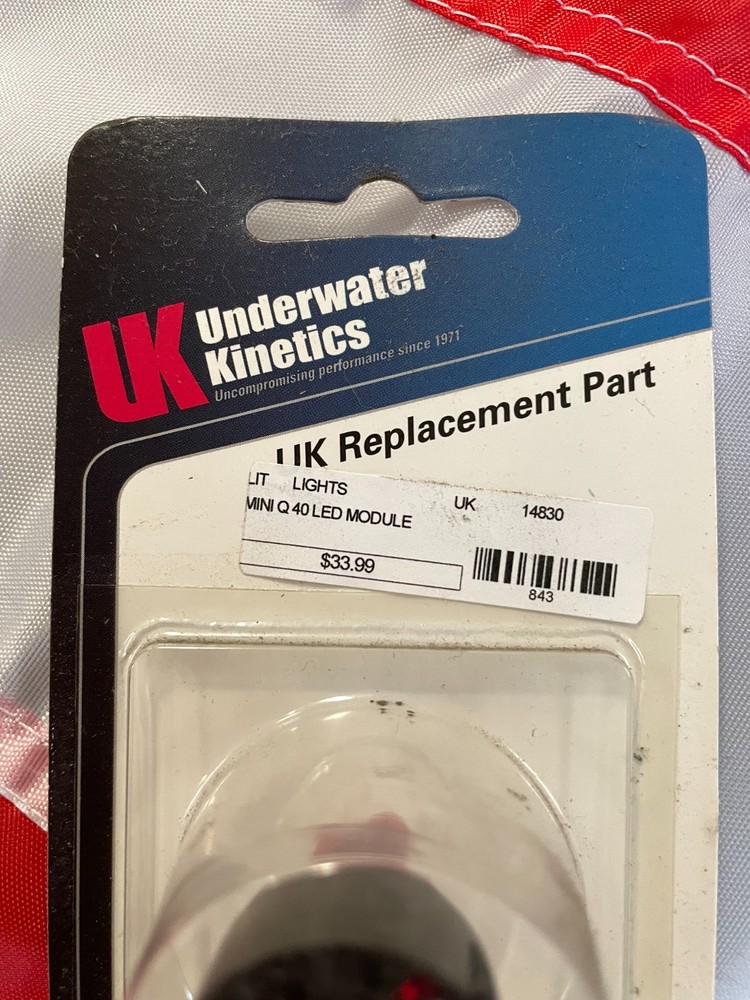 UK Underwater
Kinetics
Uncompromising performance since 1971
UK Replacement Part
LIT LIGHTS
MINI Q 40 LED MODULE
UK 14830
$33.99
843